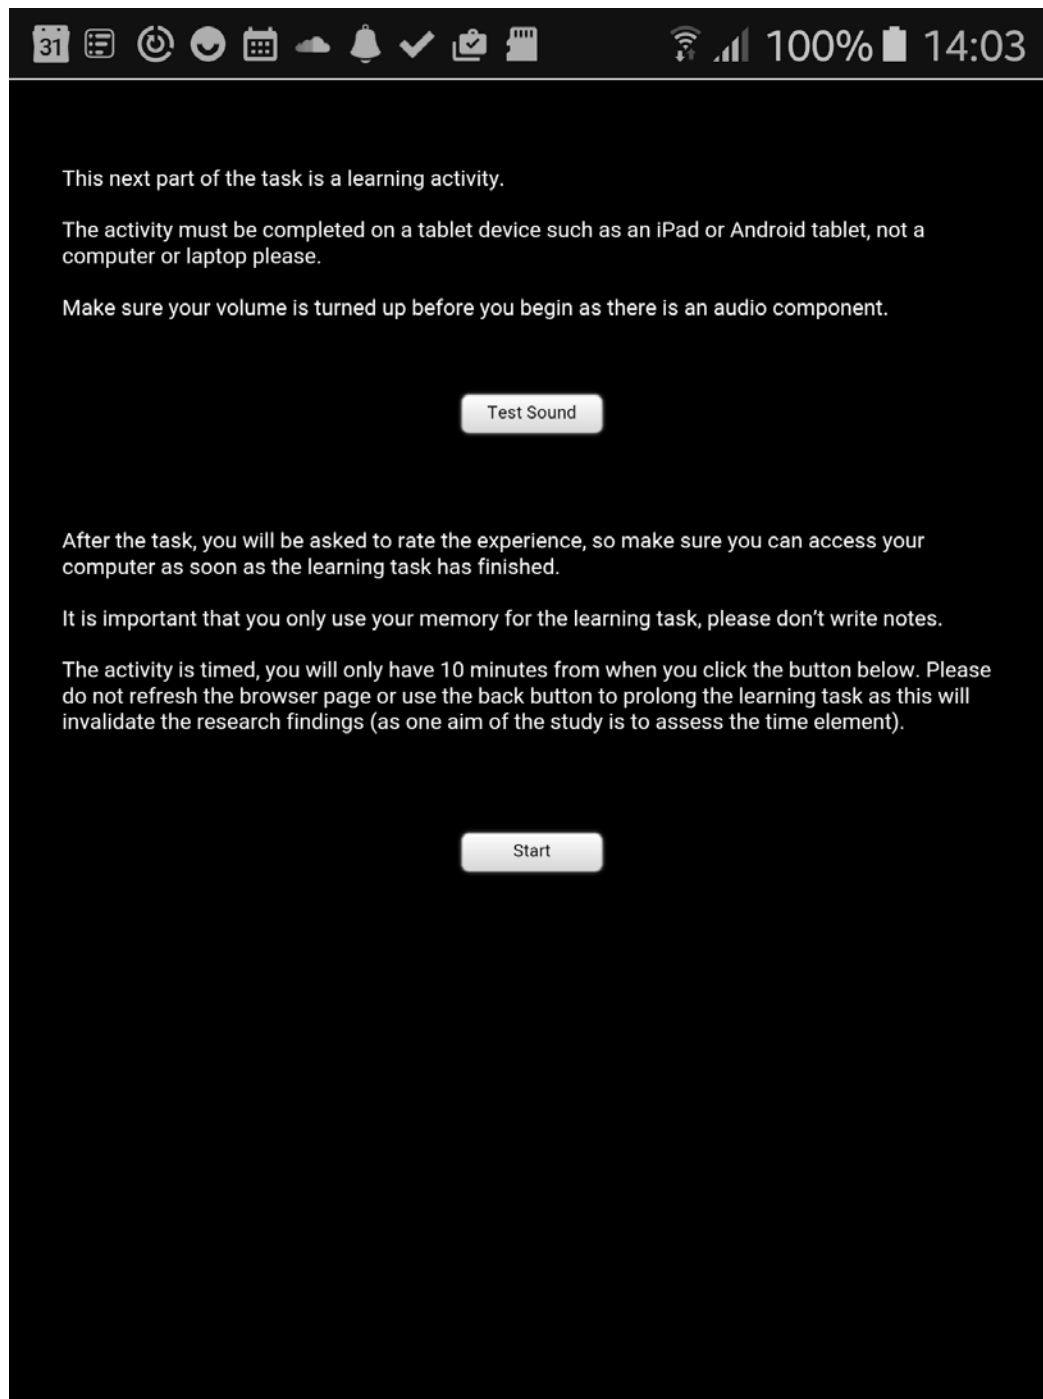 31 100% 14:03
This next part of the task is a learning activity.
The activity must be completed on a tablet device such as an iPad or Android tablet, not a
computer or laptop please.
Make sure your volume is turned up before you begin as there is an audio component.
Test Sound
After the task, you will be asked to rate the experience, so make sure you can access your
computer as soon as the learning task has finished.
It is important that you only use your memory for the learning task, please don’t write notes.
The activity is timed, you will only have 10 minutes from when you click the button below. Please
do not refresh the browser page or use the back button to prolong the learning task as this will
invalidate the research findings (as one aim of the study is to assess the time element).
Start